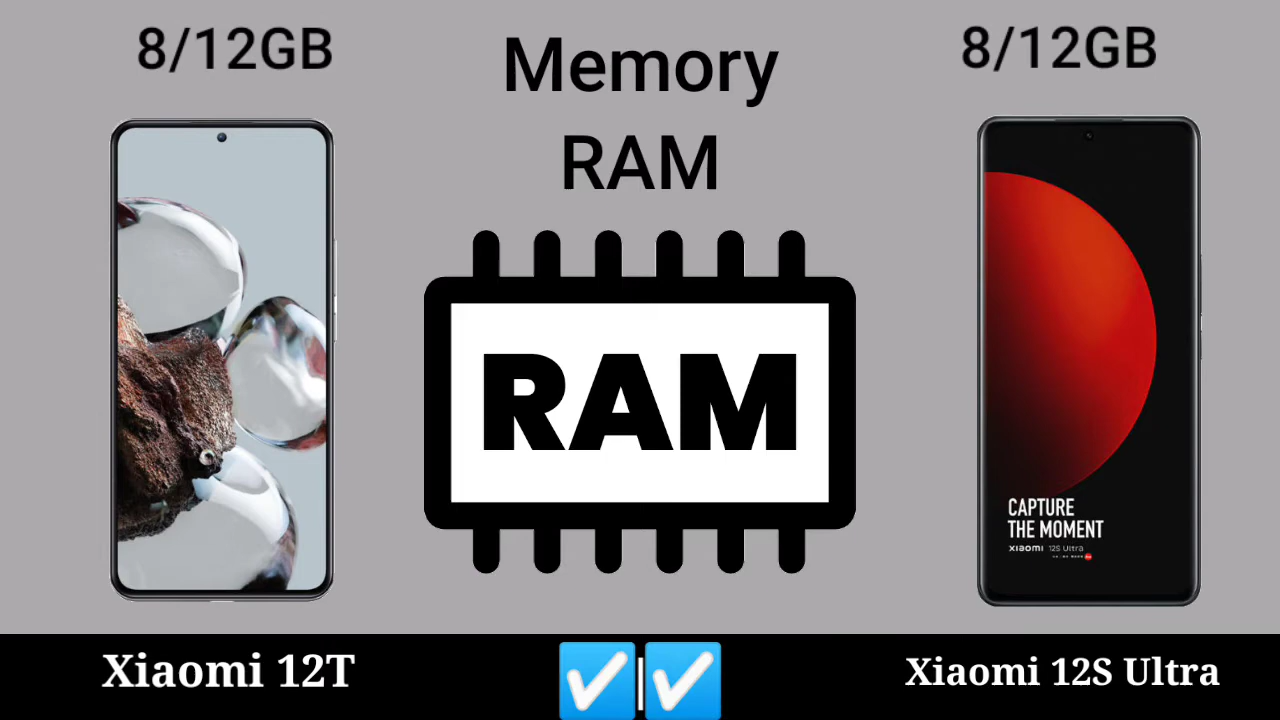 8/12GB
Memory
RAM
8/12GB
RAM
CAPTURE
THE MOMENT
xiaomi 12S Ultra
Xiaomi 12T
Xiaomi 12S Ultra